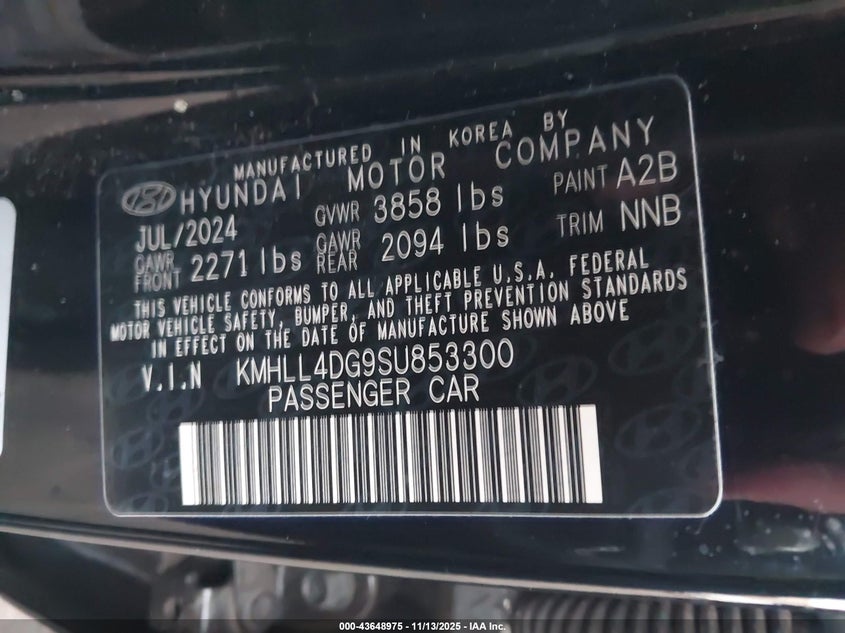 MANUFACTURED IN KOREA BY
HYUNDAI MOTOR COMPANY
JUL/2024 GVWR 3858 lbs PAINT A2B
GAWR FRONT 2271 lbs GAWR REAR 2094 lbs TRIM NNB
THIS VEHICLE CONFORMS TO ALL APPLICABLE U.S.A. FEDERAL
MOTOR VEHICLE SAFETY, BUMPER, AND THEFT PREVENTION STANDARDS
IN EFFECT ON THE DATE OF MANUFACTURE SHOWN ABOVE
V.I.N KMHLL4DG9SU853300
PASSENGER CAR
000-43648975 - 11/13/2025 - IAA Inc.